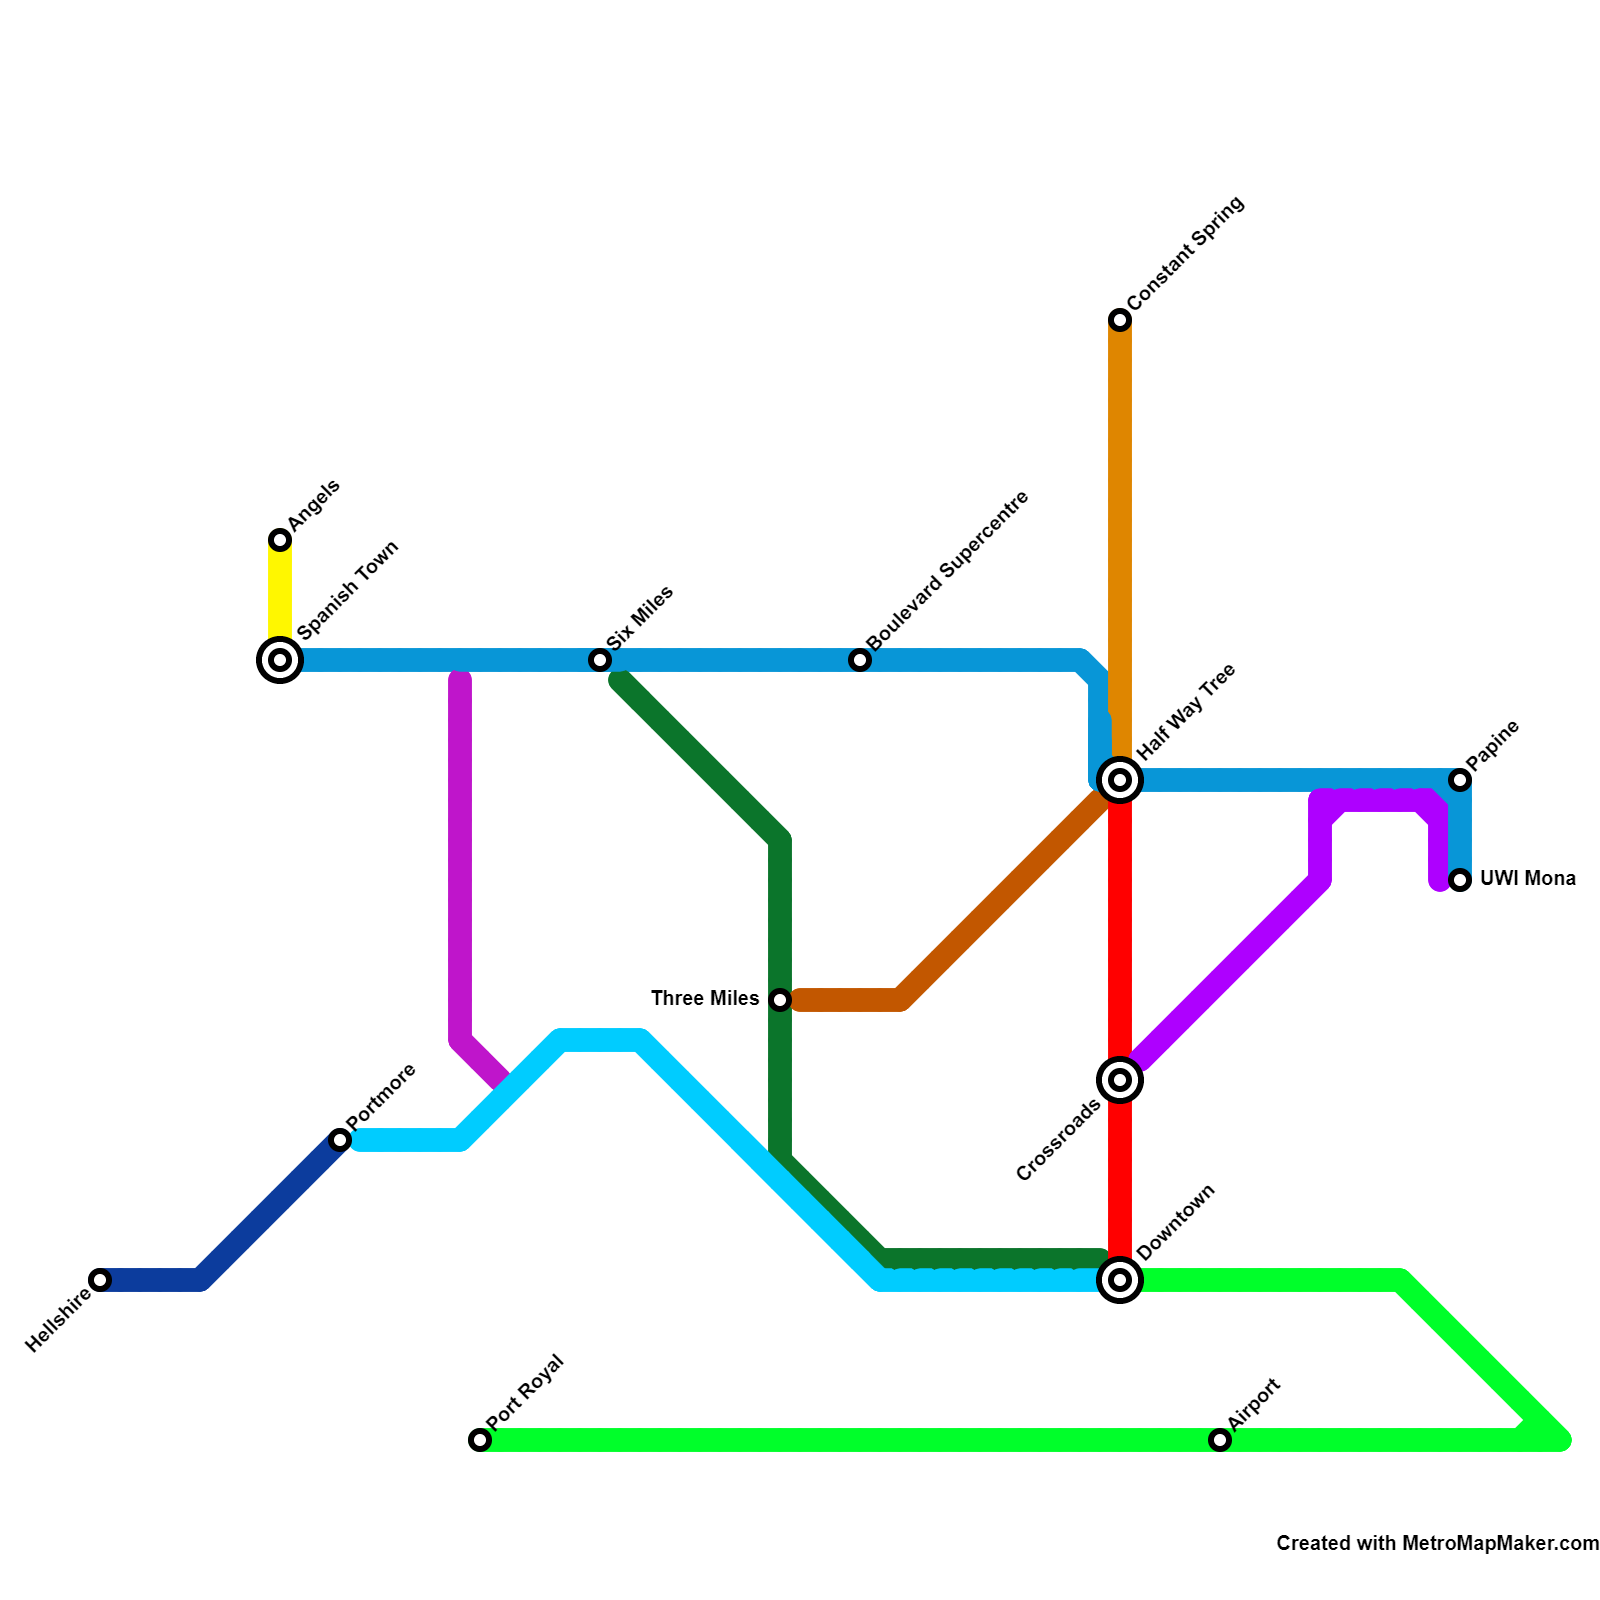 Constant Spring
Angels
Spanish Town
Six Miles
Boulevard Supercentre
Half Way Tree
Papine
UWI Mona
Three Miles
Portmore
Crossroads
Downtown
Hellshire
Port Royal
Airport
Created with MetroMapMaker.com